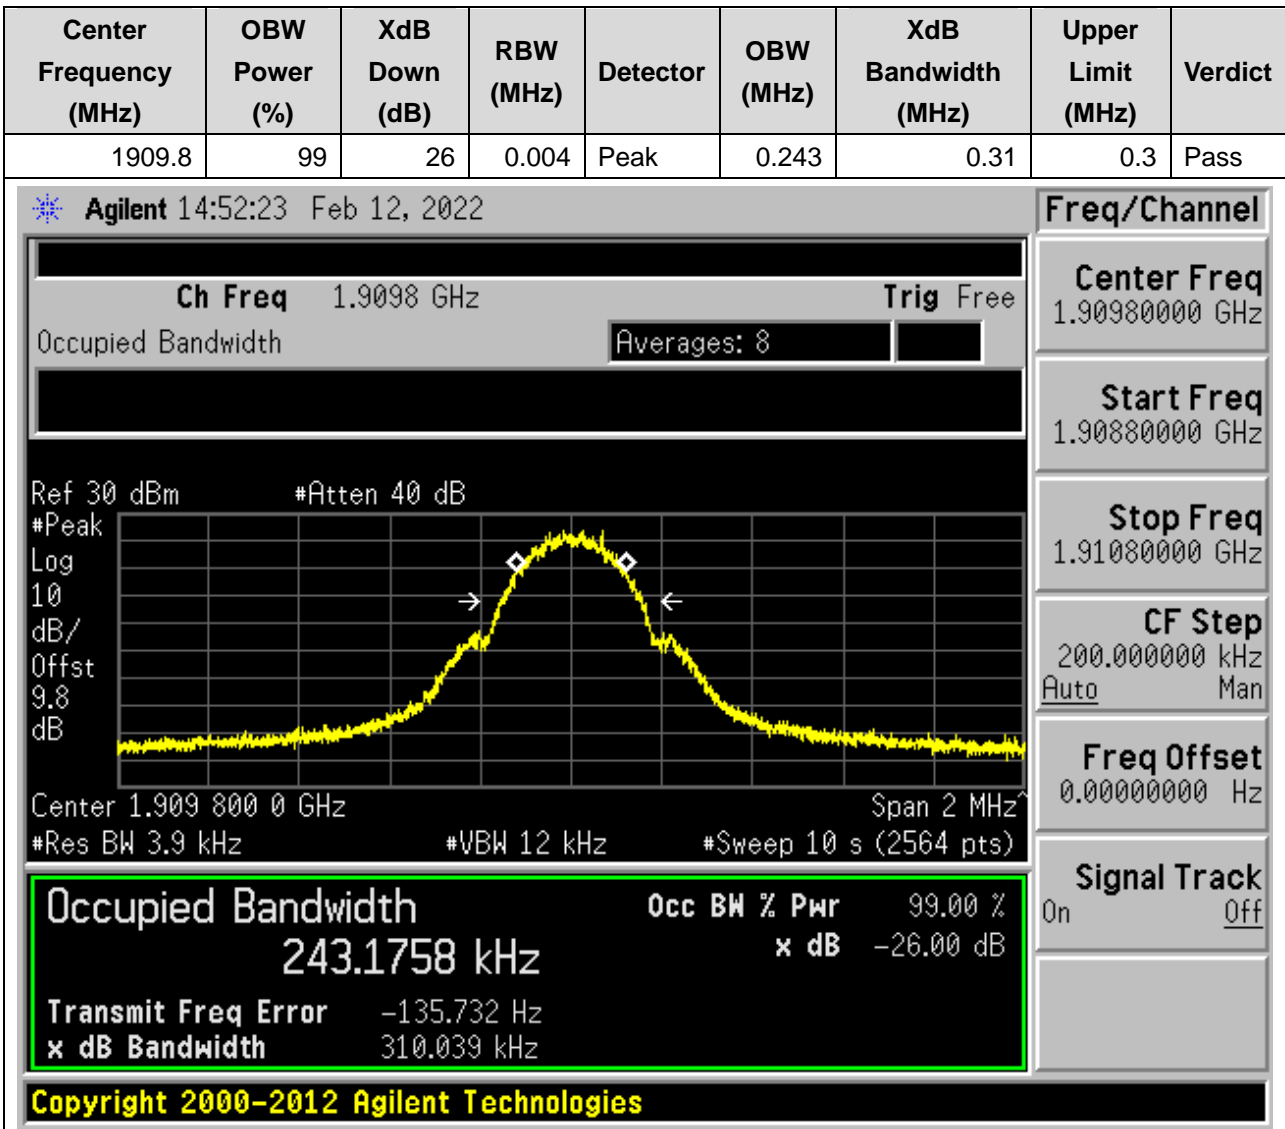 Center Frequency (MHz) OBW Power (%) XdB Down (dB) RBW (MHz) Detector OBW (MHz) XdB Bandwidth (MHz) Upper Limit (MHz) Verdict
1909.8 99 26 0.004 Peak 0.243 0.31 0.3 Pass
Agilent 14:52:23 Feb 12, 2022
Freq/Channel
Ch Freq 1.9098 GHz Trig Free
Occupied Bandwidth Averages: 8
Ref 30 dBm #Atten 40 dB
#Peak
Log
10
dB/
Offst
9.8
dB
Center 1.909 800 0 GHz Span 2 MHz^
#Res BW 3.9 kHz #VBW 12 kHz #Sweep 10 s (2564 pts)
Occupied Bandwidth Occ BW % Pwr 99.00 %
243.1758 kHz x dB -26.00 dB
Transmit Freq Error -135.732 Hz
x dB Bandwidth 310.039 kHz
Center Freq
1.90980000 GHz
Start Freq
1.90880000 GHz
Stop Freq
1.91080000 GHz
CF Step
200.000000 kHz
Auto Man
Freq Offset
0.00000000 Hz
Signal Track
On Off
Copyright 2000-2012 Agilent Technologies